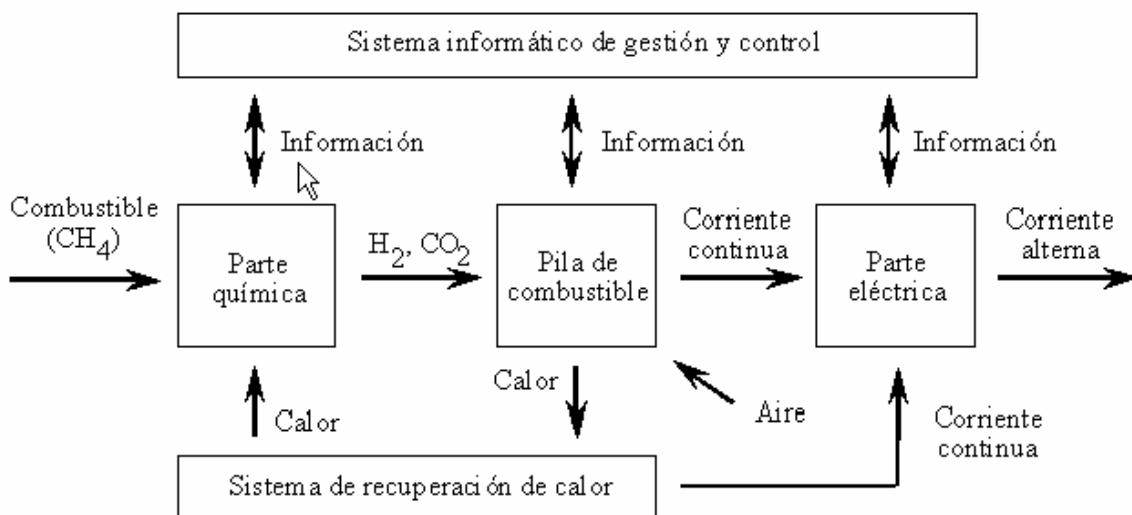 Sistema informático de gestión y control
Información
Información
Información
Combustible
(CH4)
Parte
química
H2, CO2
Pila de
combustible
Corriente
continua
Parte
eléctrica
Corriente
alterna
Calor
Calor
Aire
Corriente
continua
Sistema de recuperación de calor